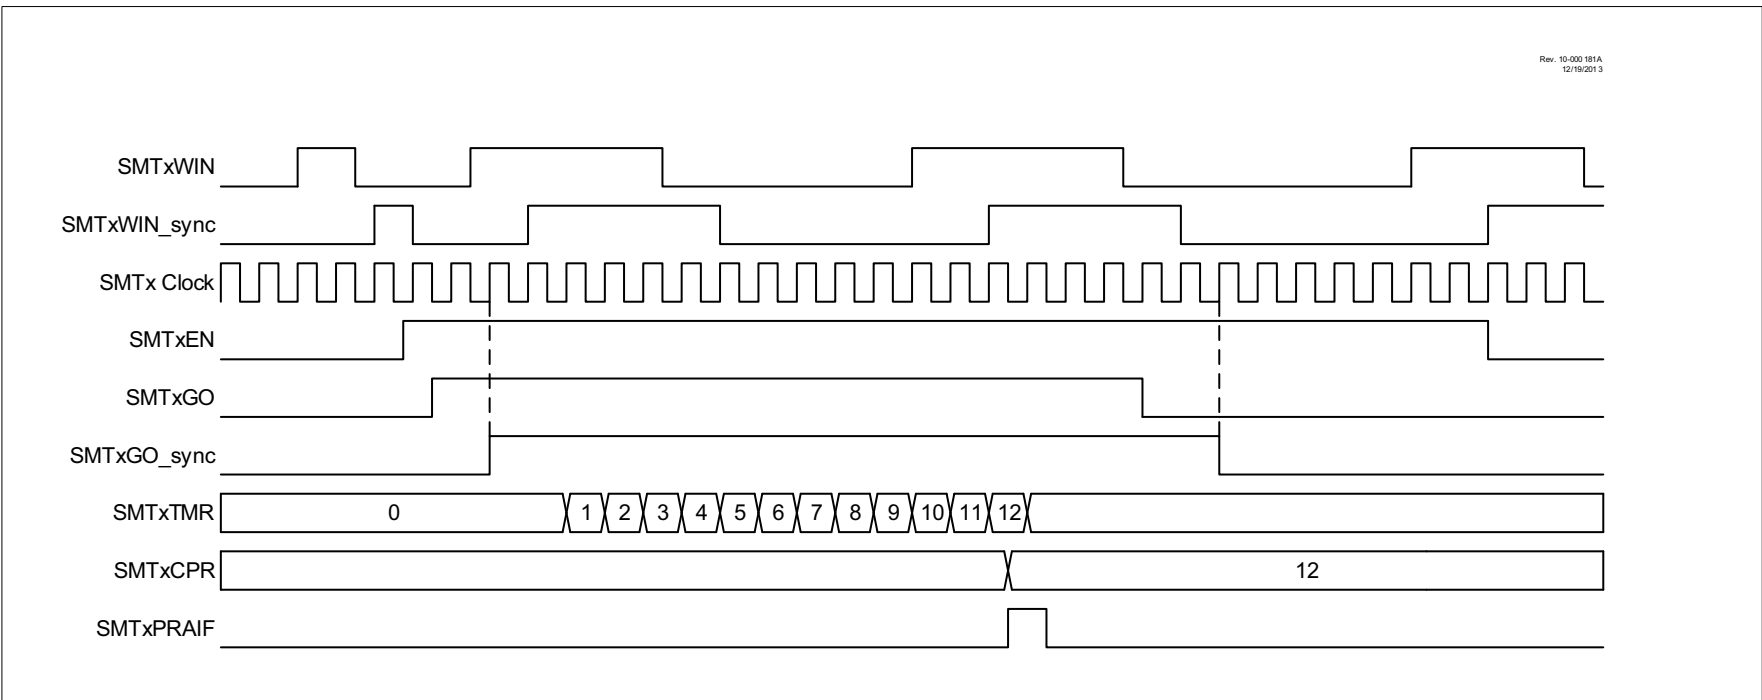 Rev. 10-000 181A
12/19/201 3
SMTxWIN
SMTxWIN_sync
SMTx Clock
SMTxEN
SMTxGO
SMTxGO_sync
SMTxTMR 0 1 2 3 4 5 6 7 8 9 10 11 12
SMTxCPR 12
SMTxPRAIF